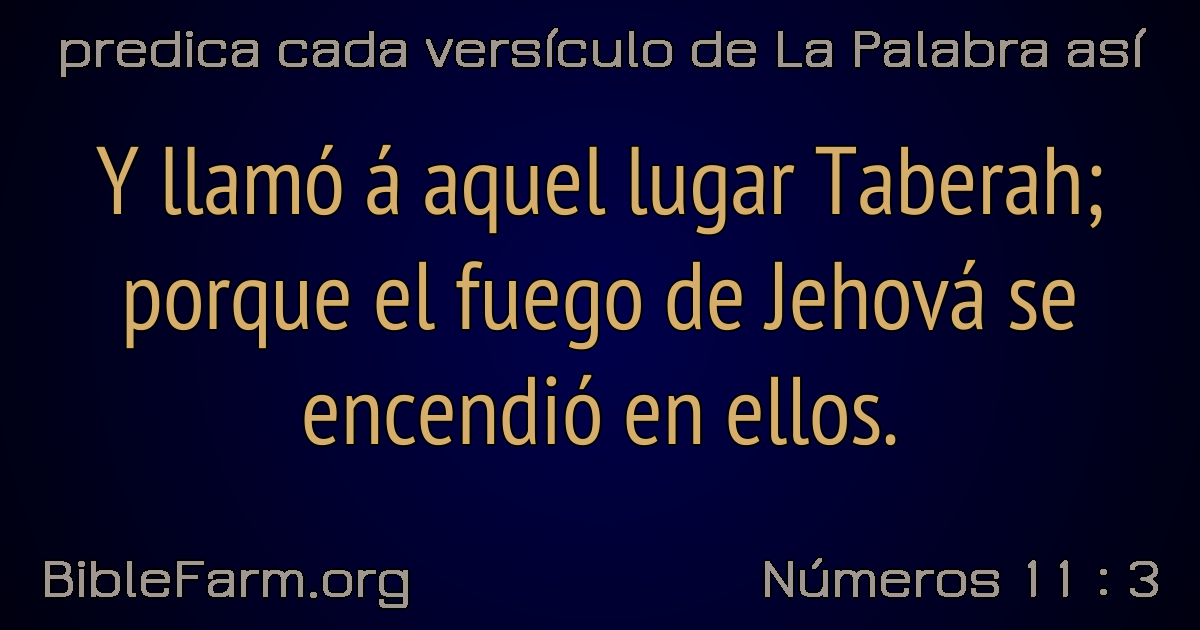 predica cada versículo de La Palabra así
Y llamó á aquel lugar Taberah;
porque el fuego de Jehová se
encendió en ellos.
BibleFarm.org
Números 11 : 3